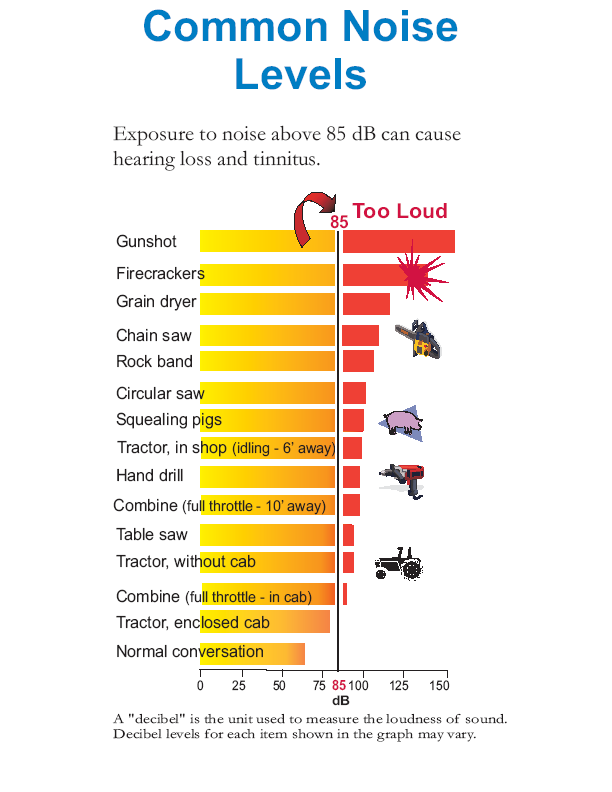 Common Noise
Levels
Exposure to noise above 85 dB can cause
hearing loss and tinnitus.
85 Too Loud
Gunshot
Firecrackers
Grain dryer
Chain saw
Rock band
Circular saw
Squealing pigs
Tractor, in shop (idling - 6' away)
Hand drill
Combine (full throttle - 10' away)
Table saw
Tractor, without cab
Combine (full throttle - in cab)
Tractor, enclosed cab
Normal conversation
0 25 50 75 85 100 125 150
dB
A "decibel" is the unit used to measure the loudness of sound.
Decibel levels for each item shown in the graph may vary.